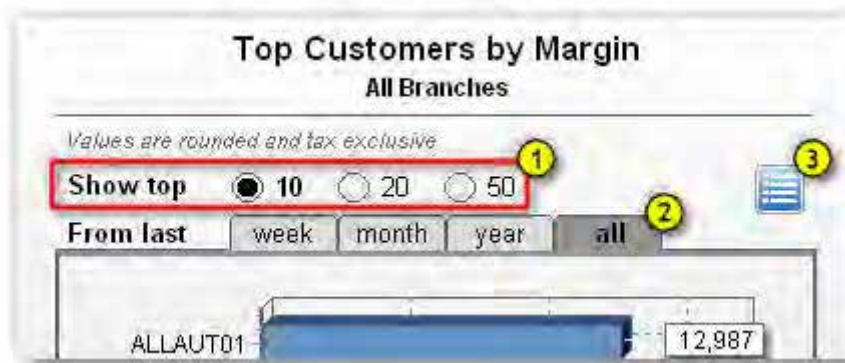 Top Customers by Margin
All Branches
Values are rounded and tax exclusive
1
3
Show top 10 20 50
2
From last week month year all
ALLAUT01 12,987